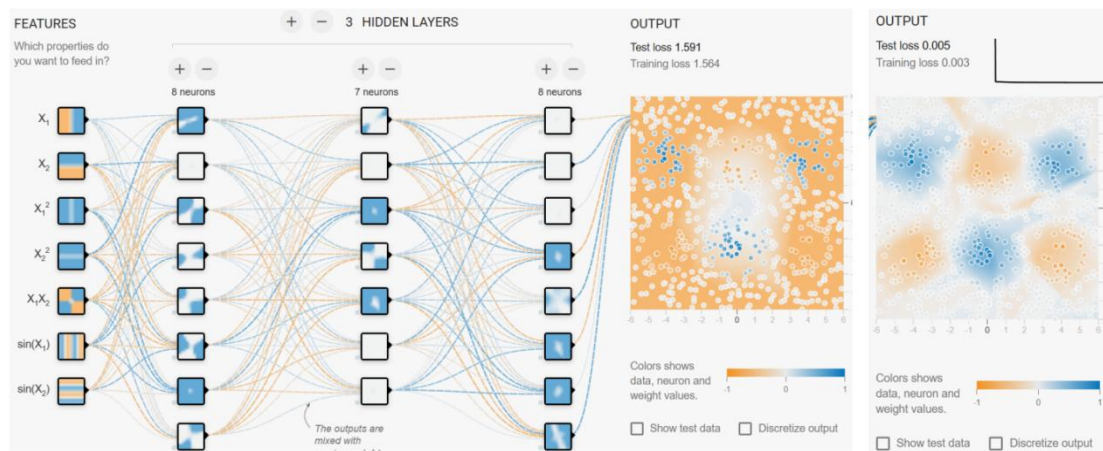 FEATURES
Which properties do
you want to feed in?
X₁
X₂
X₁²
X₂²
X₁X₂
sin(X₁)
sin(X₂)
+ − 3 HIDDEN LAYERS
+ −
8 neurons
+ −
7 neurons
+ −
8 neurons
The outputs are
mixed with
OUTPUT
Test loss 1.591
Training loss 1.564
-6 -5 -4 -3 -2 -1 0 1 2 3 4 5 6
Colors shows
data, neuron and
weight values.
-1 0 1
Show test data
Discretize output
OUTPUT
Test loss 0.005
Training loss 0.003
-6 -5 -4 -3 -2 -1 0 1 2 3 4 5 6
Colors shows
data, neuron and
weight values.
-1 0 1
Show test data
Discretize output